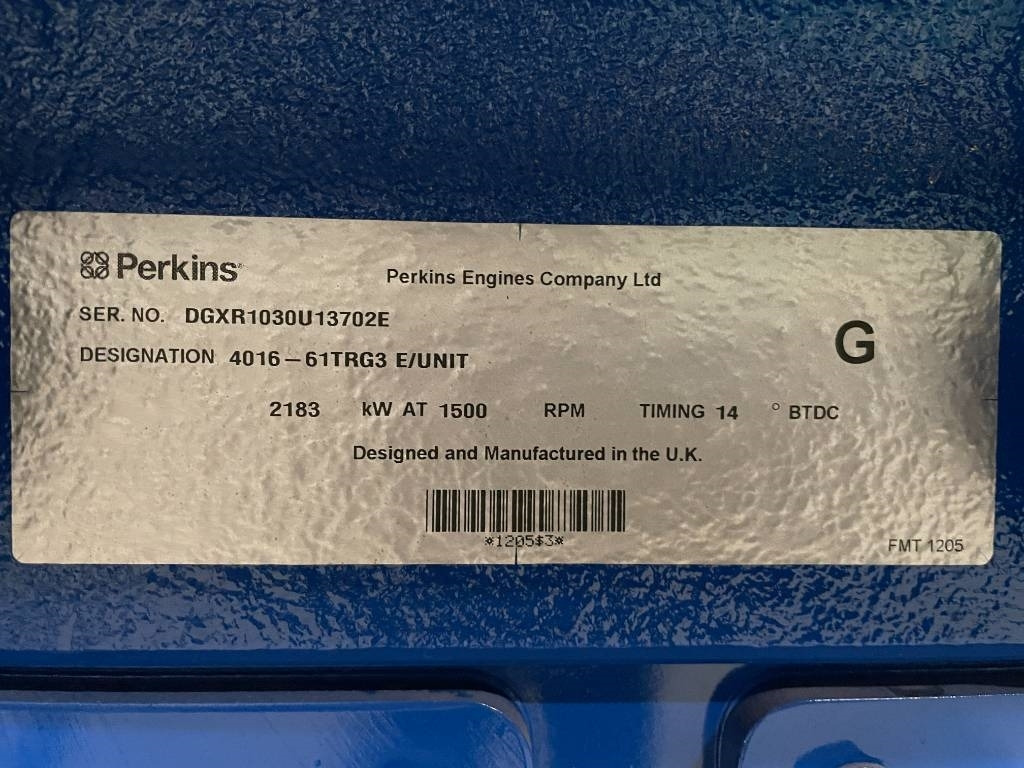 Perkins
Perkins Engines Company Ltd
SER. NO. DGXR1030U13702E
DESIGNATION 4016-61TRG3 E/UNIT
G
2183 kW AT 1500 RPM TIMING 14 ° BTDC
Designed and Manufactured in the U.K.
*1205$3*
FMT 1205